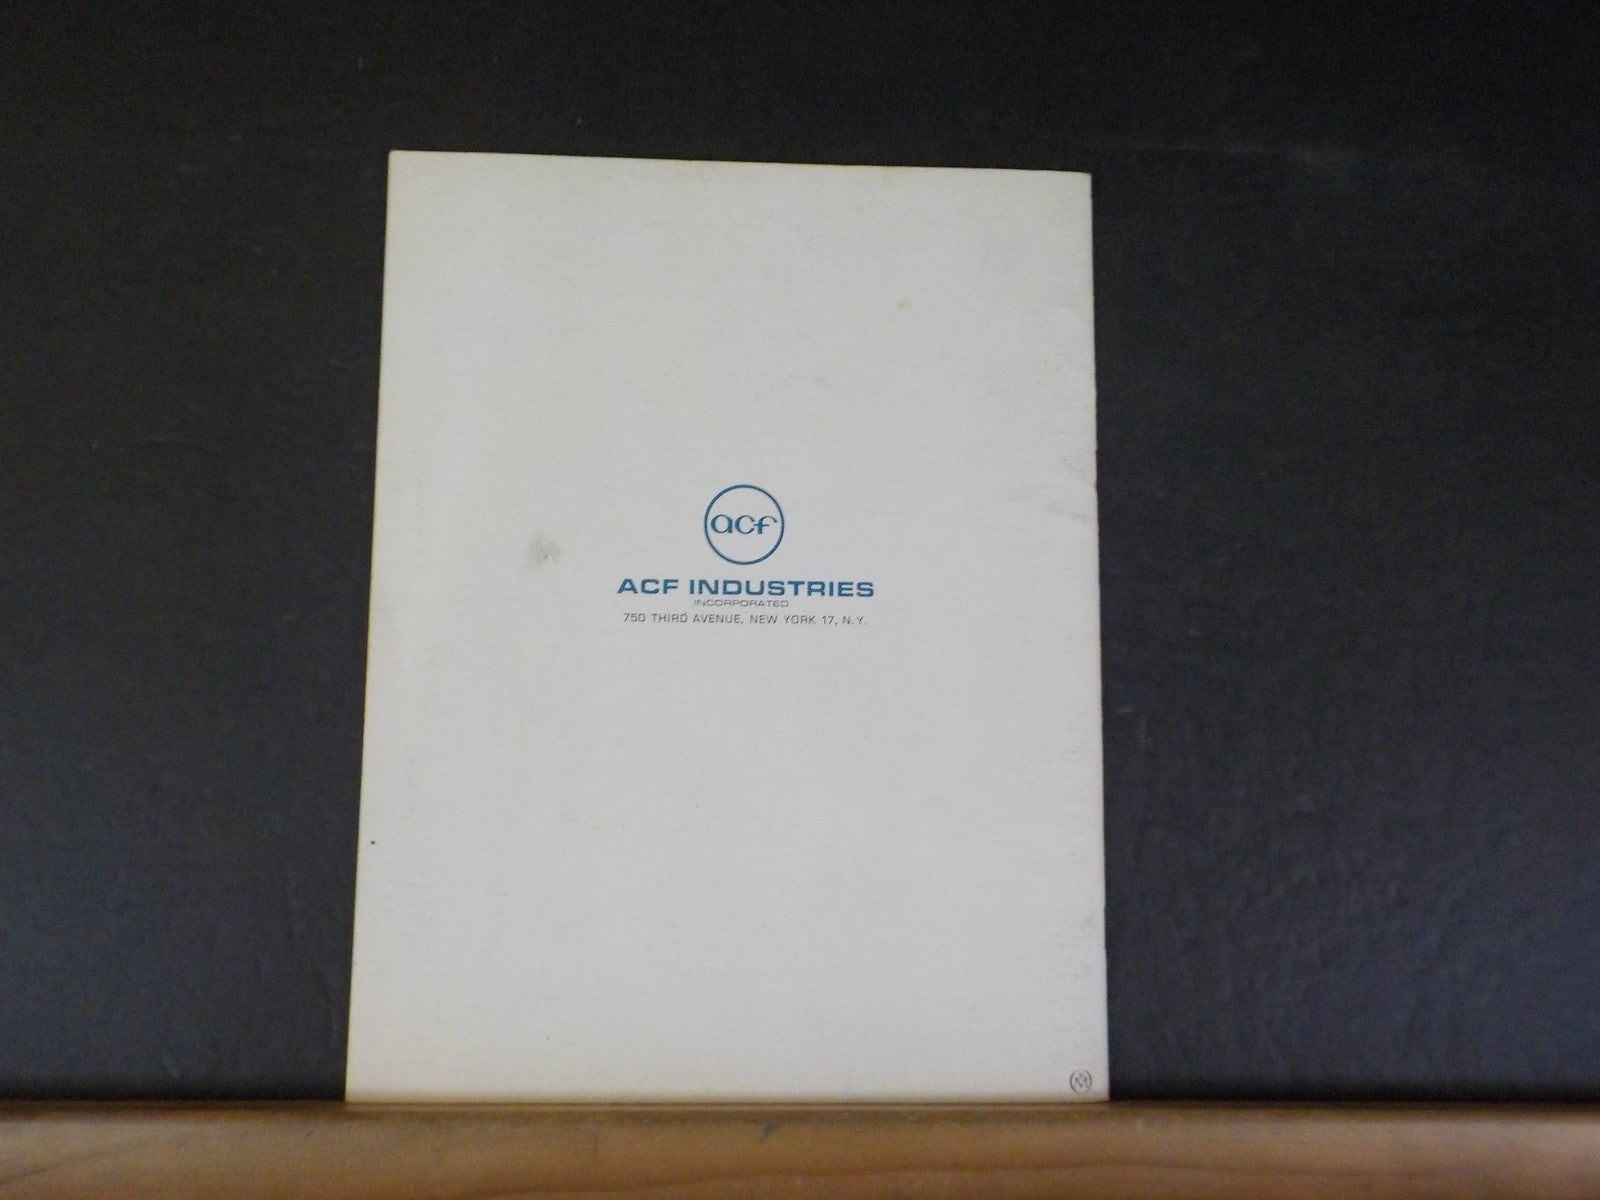 acf
ACF INDUSTRIES
INCORPORATED
750 THIRD AVENUE, NEW YORK 17, N.Y.